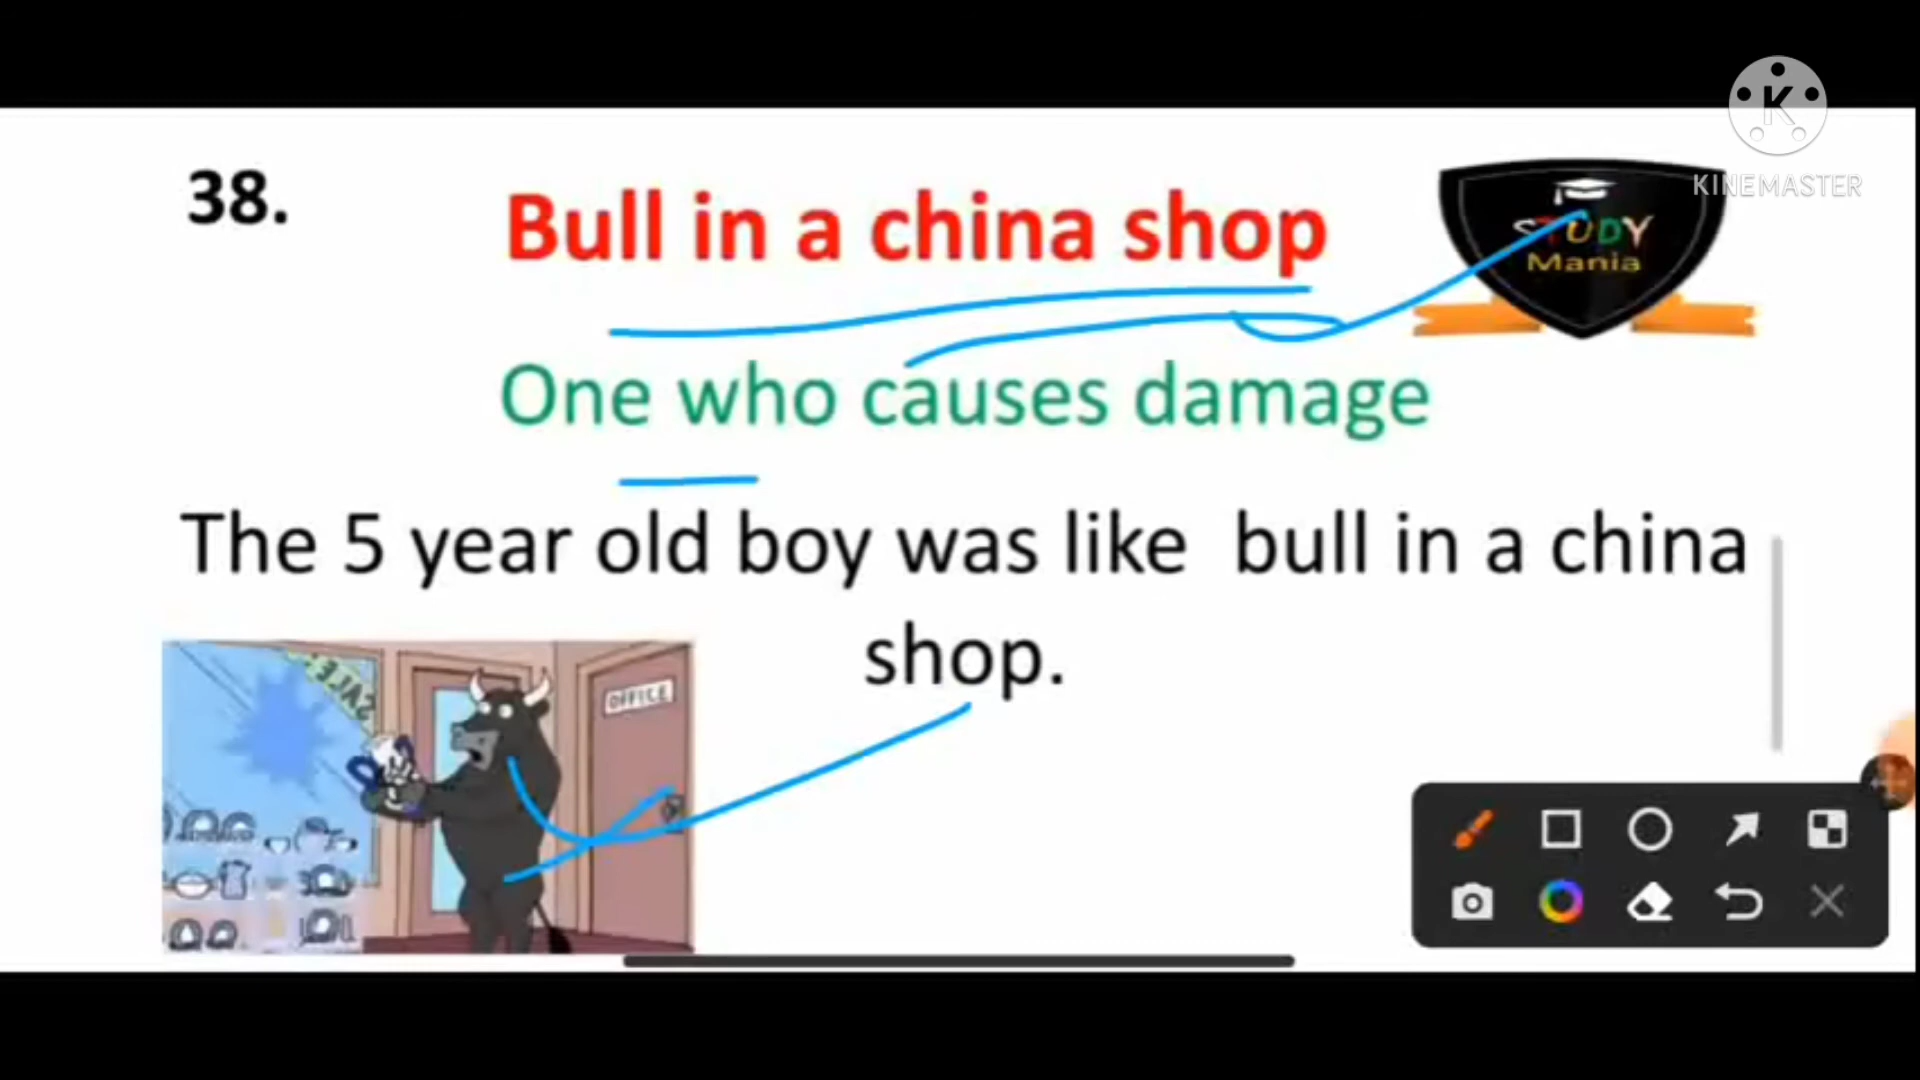 38.
Bull in a china shop
K
KINEMASTER
STUDY
Mania
One who causes damage
The 5 year old boy was like bull in a china
shop.
SALE
OFFICE